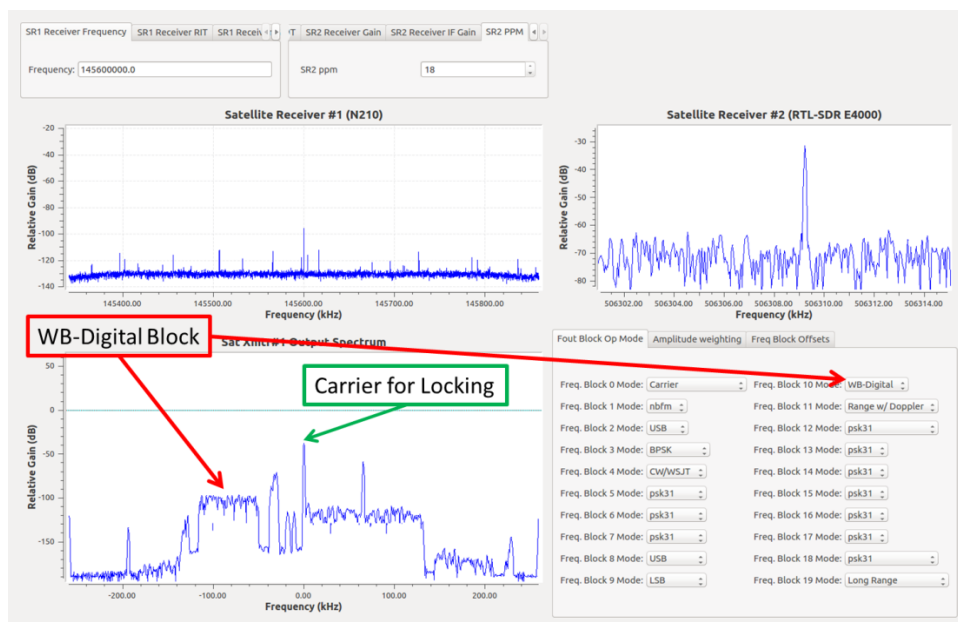 SR1 Receiver Frequency SR1 Receiver RIT SR1 Receiv
SR2 Receiver Gain SR2 Receiver IF Gain SR2 PPM
Frequency: 145600000.0
SR2 ppm 18
Satellite Receiver #1 (N210)
Relative Gain (dB)
-20
-40
-60
-80
-100
-120
-140
145400.00 145500.00 145600.00 145700.00 145800.00
Frequency (kHz)
Satellite Receiver #2 (RTL-SDR E4000)
Relative Gain (dB)
-30
-40
-50
-60
-70
-80
506302.00 506304.00 506306.00 506308.00 506310.00 506312.00 506314.00
Frequency (kHz)
WB-Digital Block
Sat Xmtr#1 Output Spectrum
Carrier for Locking
Relative Gain (dB)
50
0
-50
-100
-150
-200.00 -100.00 0.00 100.00 200.00
Frequency (kHz)
Fout Block Op Mode Amplitude weighting Freq Block Offsets
Freq. Block 0 Mode: Carrier Freq. Block 10 Mode: WB-Digital
Freq. Block 1 Mode: nbfm Freq. Block 11 Mode: Range w/ Doppler
Freq. Block 2 Mode: USB Freq. Block 12 Mode: psk31
Freq. Block 3 Mode: BPSK Freq. Block 13 Mode: psk31
Freq. Block 4 Mode: CW/WSJT Freq. Block 14 Mode: psk31
Freq. Block 5 Mode: psk31 Freq. Block 15 Mode: psk31
Freq. Block 6 Mode: psk31 Freq. Block 16 Mode: psk31
Freq. Block 7 Mode: psk31 Freq. Block 17 Mode: psk31
Freq. Block 8 Mode: USB Freq. Block 18 Mode: psk31
Freq. Block 9 Mode: LSB Freq. Block 19 Mode: Long Range